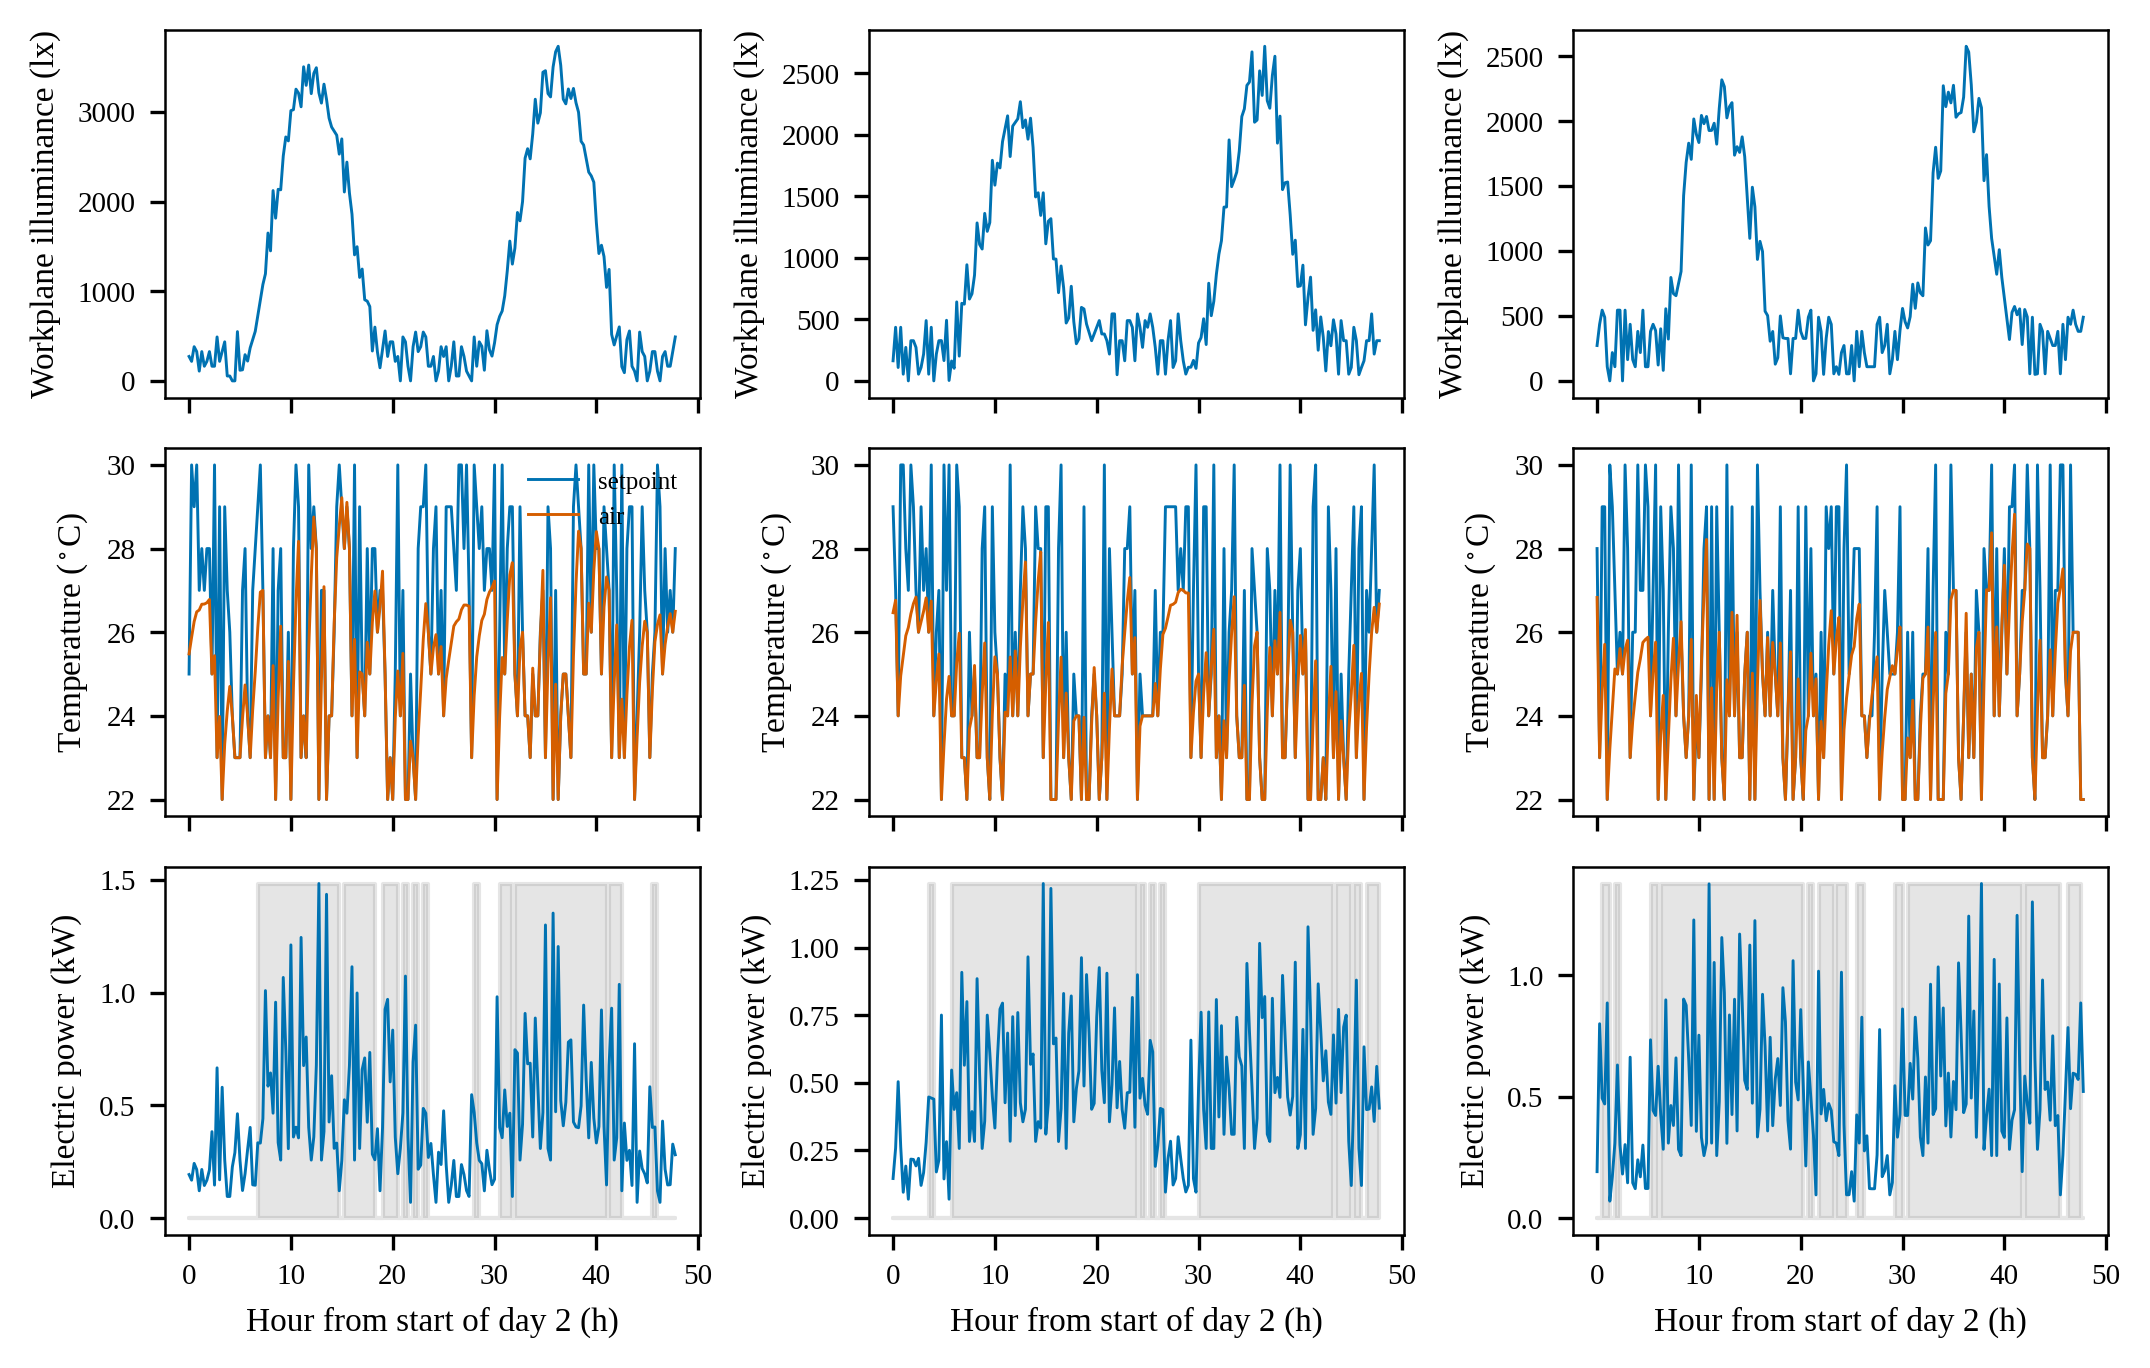 Workplane illuminance (lx)
3000
2000
1000
0
Workplane illuminance (lx)
2500
2000
1500
1000
500
0
Workplane illuminance (lx)
2500
2000
1500
1000
500
0
Temperature (°C)
30
28
26
24
22
setpoint
air
Temperature (°C)
30
28
26
24
22
Temperature (°C)
30
28
26
24
22
Electric power (kW)
1.5
1.0
0.5
0.0
0 10 20 30 40 50
Hour from start of day 2 (h)
Electric power (kW)
1.25
1.00
0.75
0.50
0.25
0.00
0 10 20 30 40 50
Hour from start of day 2 (h)
Electric power (kW)
1.0
0.5
0.0
0 10 20 30 40 50
Hour from start of day 2 (h)